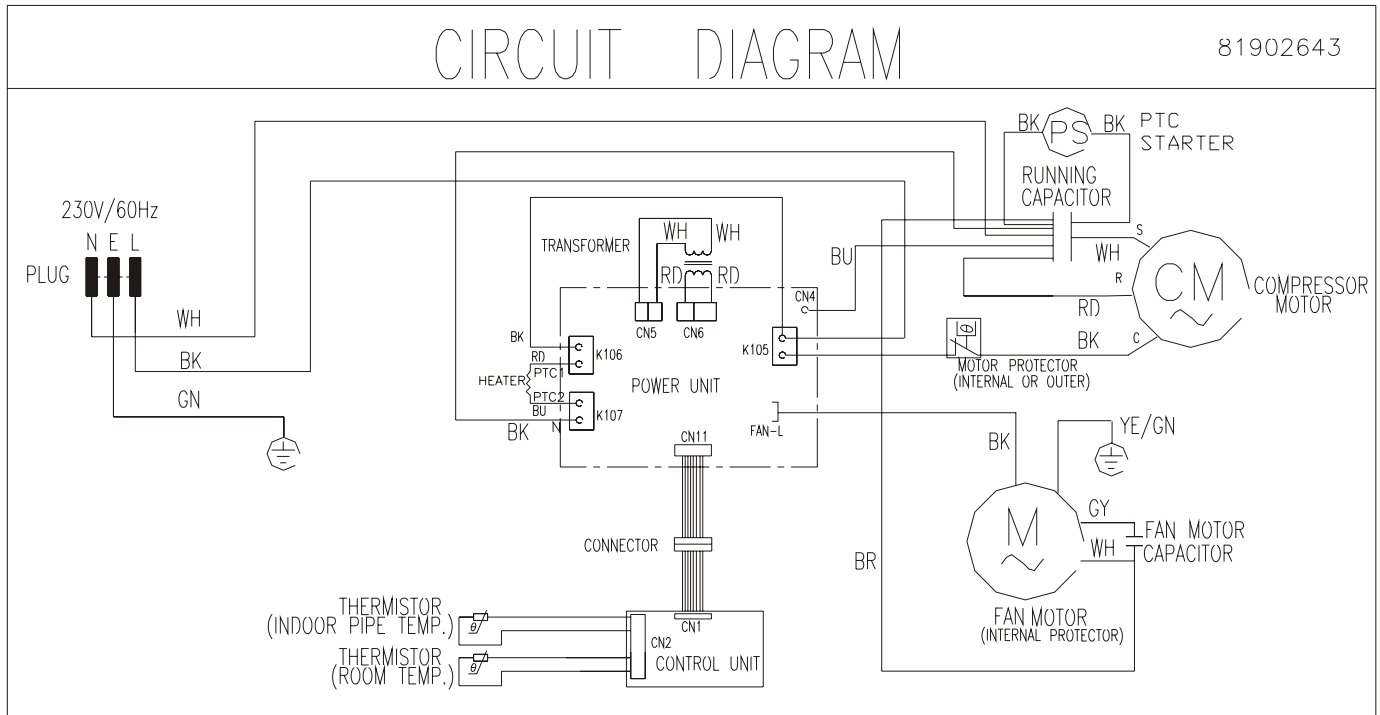 CIRCUIT DIAGRAM
81902643
BK PS BK PTC
STARTER
RUNNING
CAPACITOR
230V/60Hz
N E L
PLUG
WH
BK
GN
TRANSFORMER
WH WH
RD RD
CN5 CN6
CN4
BU
S
WH
R
RD
BK
C
CM
COMPRESSOR
MOTOR
BK
K106
RD
PTC1
HEATER
PTC2
BU
K107
BK
N
POWER UNIT
K105
θ
MOTOR PROTECTOR
(INTERNAL OR OUTER)
FAN-L
CN11
BK
YE/GN
M
GY
WH
FAN MOTOR
CAPACITOR
FAN MOTOR
(INTERNAL PROTECTOR)
BR
CONNECTOR
THERMISTOR
(INDOOR PIPE TEMP.)
θ
THERMISTOR
(ROOM TEMP.)
θ
CN1
CN2
CONTROL UNIT